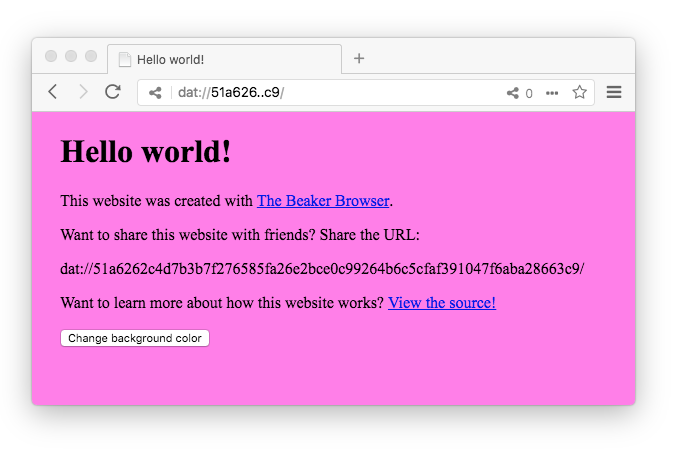 Hello world!
dat://51a626..c9/
0
Hello world!
This website was created with The Beaker Browser.
Want to share this website with friends? Share the URL:
dat://51a6262c4d7b3b7f276585fa26e2bce0c99264b6c5cfaf391047f6aba28663c9/
Want to learn more about how this website works? View the source!
Change background color